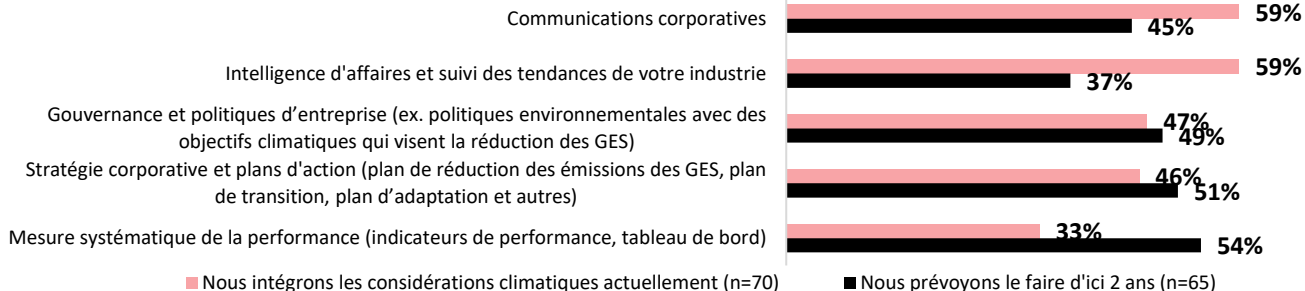 Communications corporatives
59%
45%
Intelligence d'affaires et suivi des tendances de votre industrie
59%
37%
Gouvernance et politiques d’entreprise (ex. politiques environnementales avec des
objectifs climatiques qui visent la réduction des GES)
47%
49%
Stratégie corporative et plans d'action (plan de réduction des émissions des GES, plan
de transition, plan d’adaptation et autres)
46%
51%
Mesure systématique de la performance (indicateurs de performance, tableau de bord)
33%
54%
Nous intégrons les considérations climatiques actuellement (n=70)
Nous prévoyons le faire d'ici 2 ans (n=65)